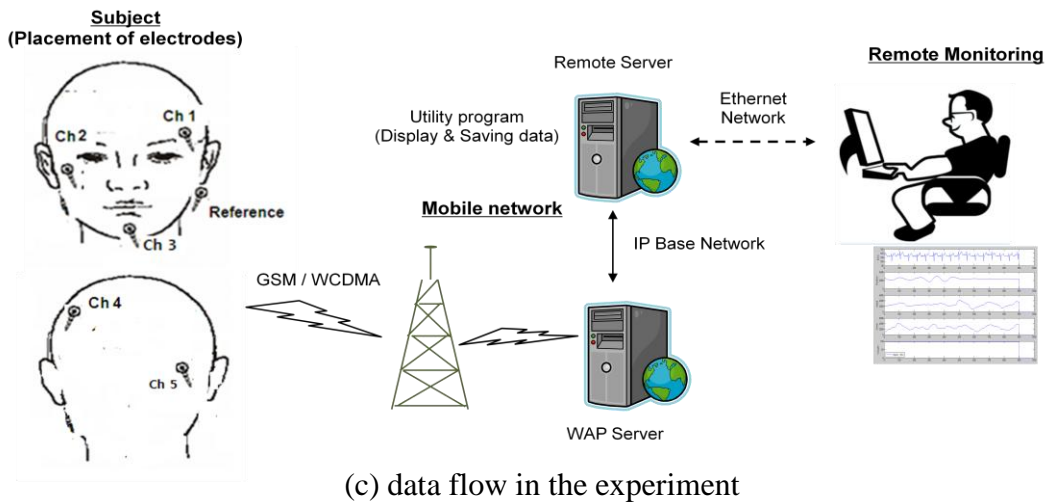 Subject
(Placement of electrodes)
Ch 1
Ch 2
Reference
Ch 3
Ch 4
Ch 5
GSM / WCDMA
Mobile network
Remote Server
Utility program
(Display & Saving data)
Ethernet
Network
IP Base Network
WAP Server
Remote Monitoring
(c) data flow in the experiment